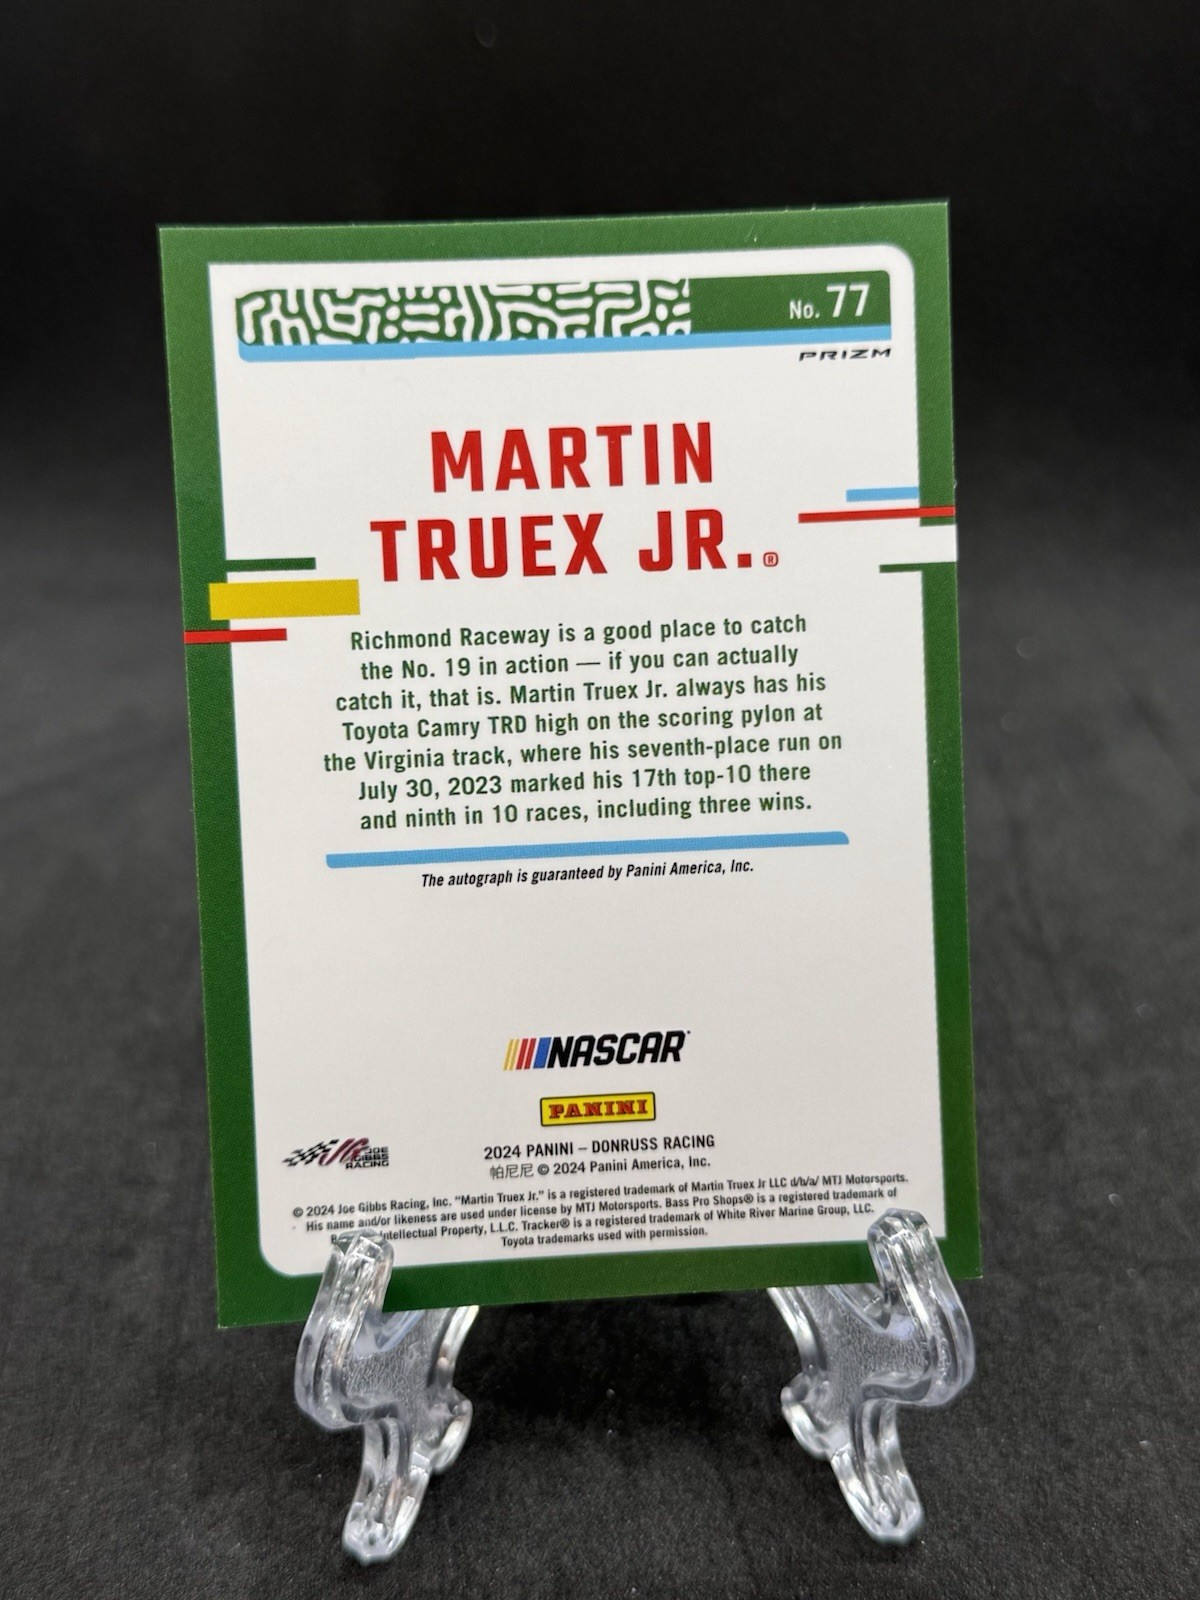 No. 77
PRIZM
MARTIN
TRUEX JR.®
Richmond Raceway is a good place to catch
the No. 19 in action — if you can actually
catch it, that is. Martin Truex Jr. always has his
Toyota Camry TRD high on the scoring pylon at
the Virginia track, where his seventh-place run on
July 30, 2023 marked his 17th top-10 there
and ninth in 10 races, including three wins.
The autograph is guaranteed by Panini America, Inc.
NASCAR
PANINI
JG JOE GIBBS RACING
2024 PANINI – DONRUSS RACING
帕尼尼 © 2024 Panini America, Inc.
© 2024 Joe Gibbs Racing, Inc. “Martin Truex Jr.” is a registered trademark of Martin Truex Jr LLC d/b/a/ MTJ Motorsports.
His name and/or likeness are used under license by MTJ Motorsports. Bass Pro Shops® is a registered trademark of
Intellectual Property, L.L.C. Tracker® is a registered trademark of White River Marine Group, LLC.
Toyota trademarks used with permission.